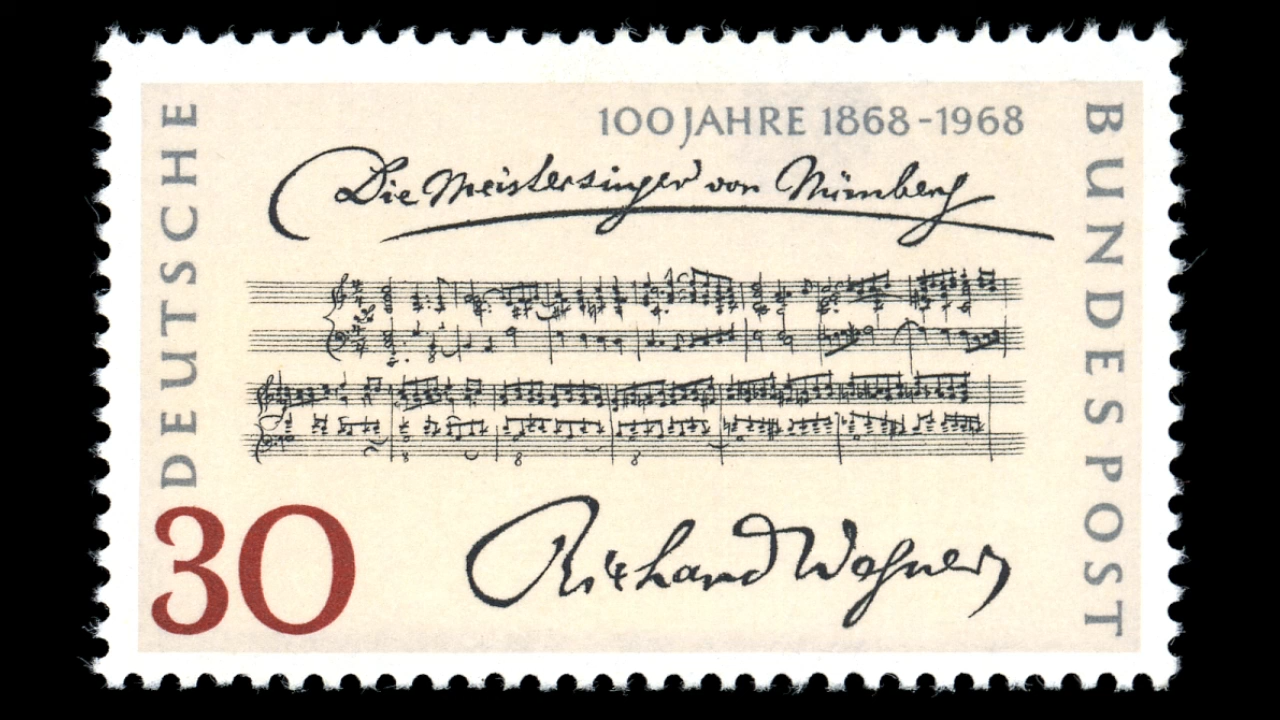 DEUTSCHE
100 JAHRE 1868-1968
Die Meistersinger von Nürnberg
30
Richard Wagner
BUNDESPOST